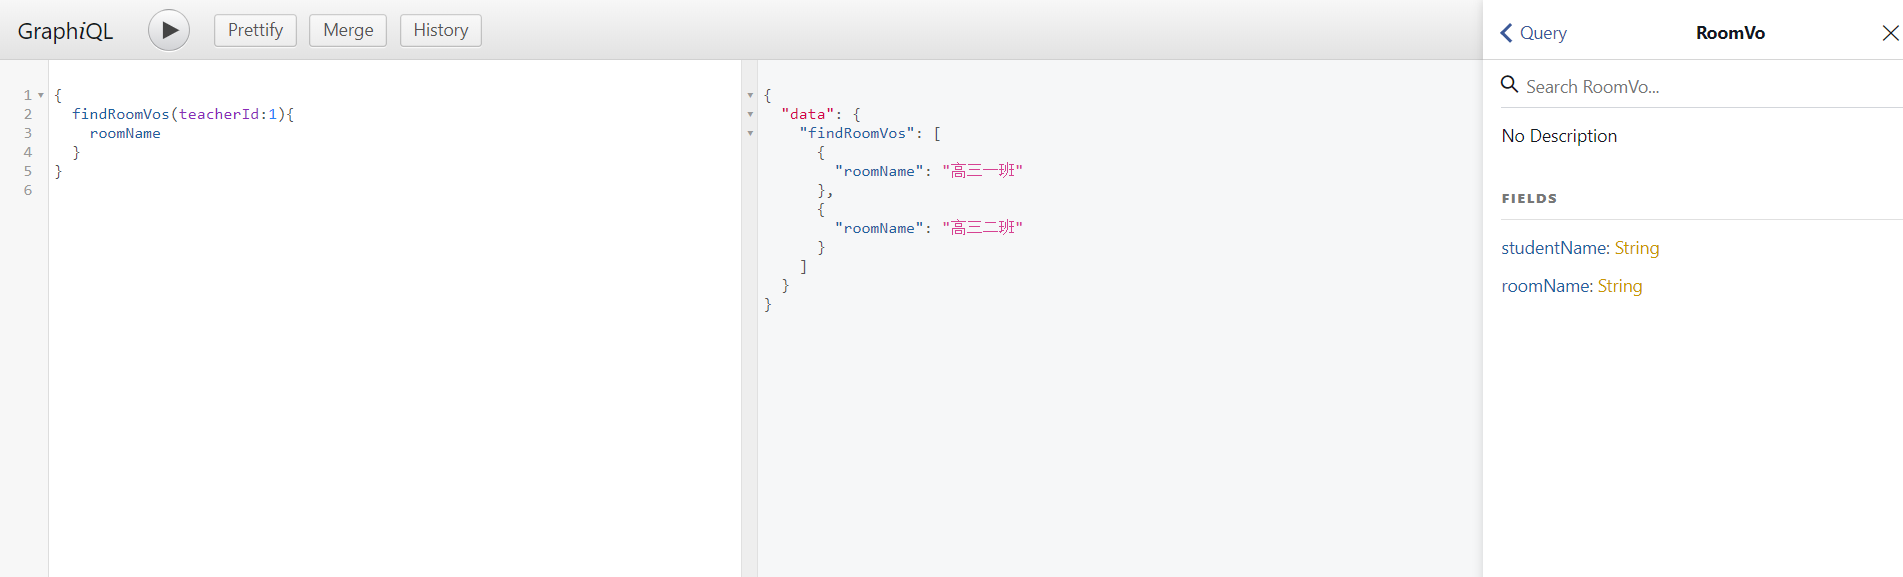 GraphiQL
Prettify
Merge
History
1 {
2 findRoomVos(teacherId:1){
3 roomName
4 }
5 }
6
{
"data": {
"findRoomVos": [
{
"roomName": "高三一班"
},
{
"roomName": "高三二班"
}
]
}
}
Query
RoomVo
Search RoomVo...
No Description
FIELDS
studentName: String
roomName: String